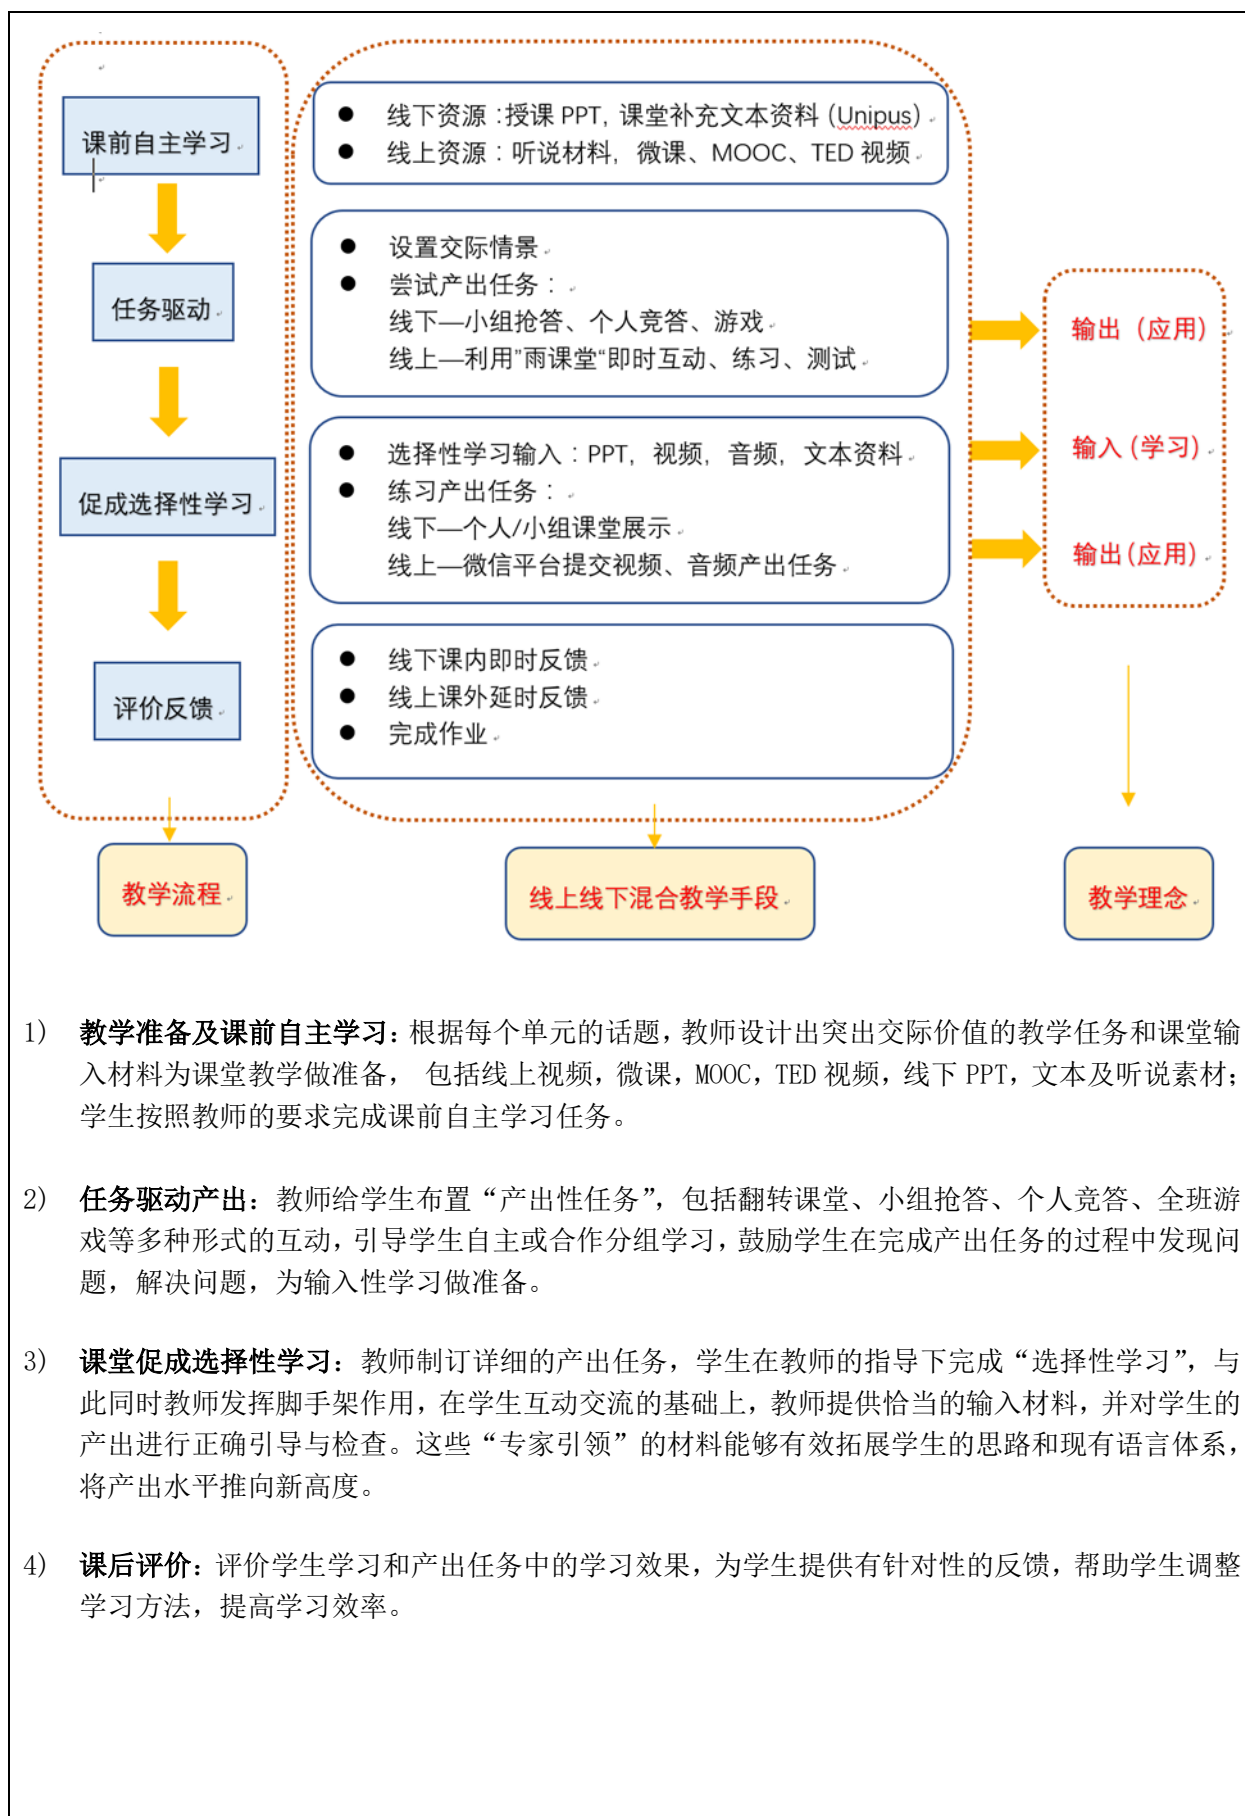 课前自主学习
任务驱动
促成选择性学习
评价反馈
● 线下资源：授课 PPT，课堂补充文本资料（Unipus）
● 线上资源：听说材料，微课、MOOC、TED 视频
● 设置交际情景
● 尝试产出任务：
线下—小组抢答、个人竞答、游戏
线上—利用”雨课堂“即时互动、练习、测试
● 选择性学习输入：PPT，视频，音频，文本资料
● 练习产出任务：
线下—个人/小组课堂展示
线上—微信平台提交视频、音频产出任务
● 线下课内即时反馈
● 线上课外延时反馈
● 完成作业
输出（应用）
输入（学习）
输出（应用）
教学流程
线上线下混合教学手段
教学理念
1) 教学准备及课前自主学习：根据每个单元的话题，教师设计出突出交际价值的教学任务和课堂输
入材料为课堂教学做准备， 包括线上视频，微课，MOOC，TED 视频，线下 PPT，文本及听说素材；
学生按照教师的要求完成课前自主学习任务。
2) 任务驱动产出：教师给学生布置“产出性任务”，包括翻转课堂、小组抢答、个人竞答、全班游
戏等多种形式的互动，引导学生自主或合作分组学习，鼓励学生在完成产出任务的过程中发现问
题，解决问题，为输入性学习做准备。
3) 课堂促成选择性学习：教师制订详细的产出任务，学生在教师的指导下完成“选择性学习”，与
此同时教师发挥脚手架作用，在学生互动交流的基础上，教师提供恰当的输入材料，并对学生的
产出进行正确引导与检查。这些“专家引领”的材料能够有效拓展学生的思路和现有语言体系，
将产出水平推向新高度。
4) 课后评价：评价学生学习和产出任务中的学习效果，为学生提供有针对性的反馈，帮助学生调整
学习方法，提高学习效率。